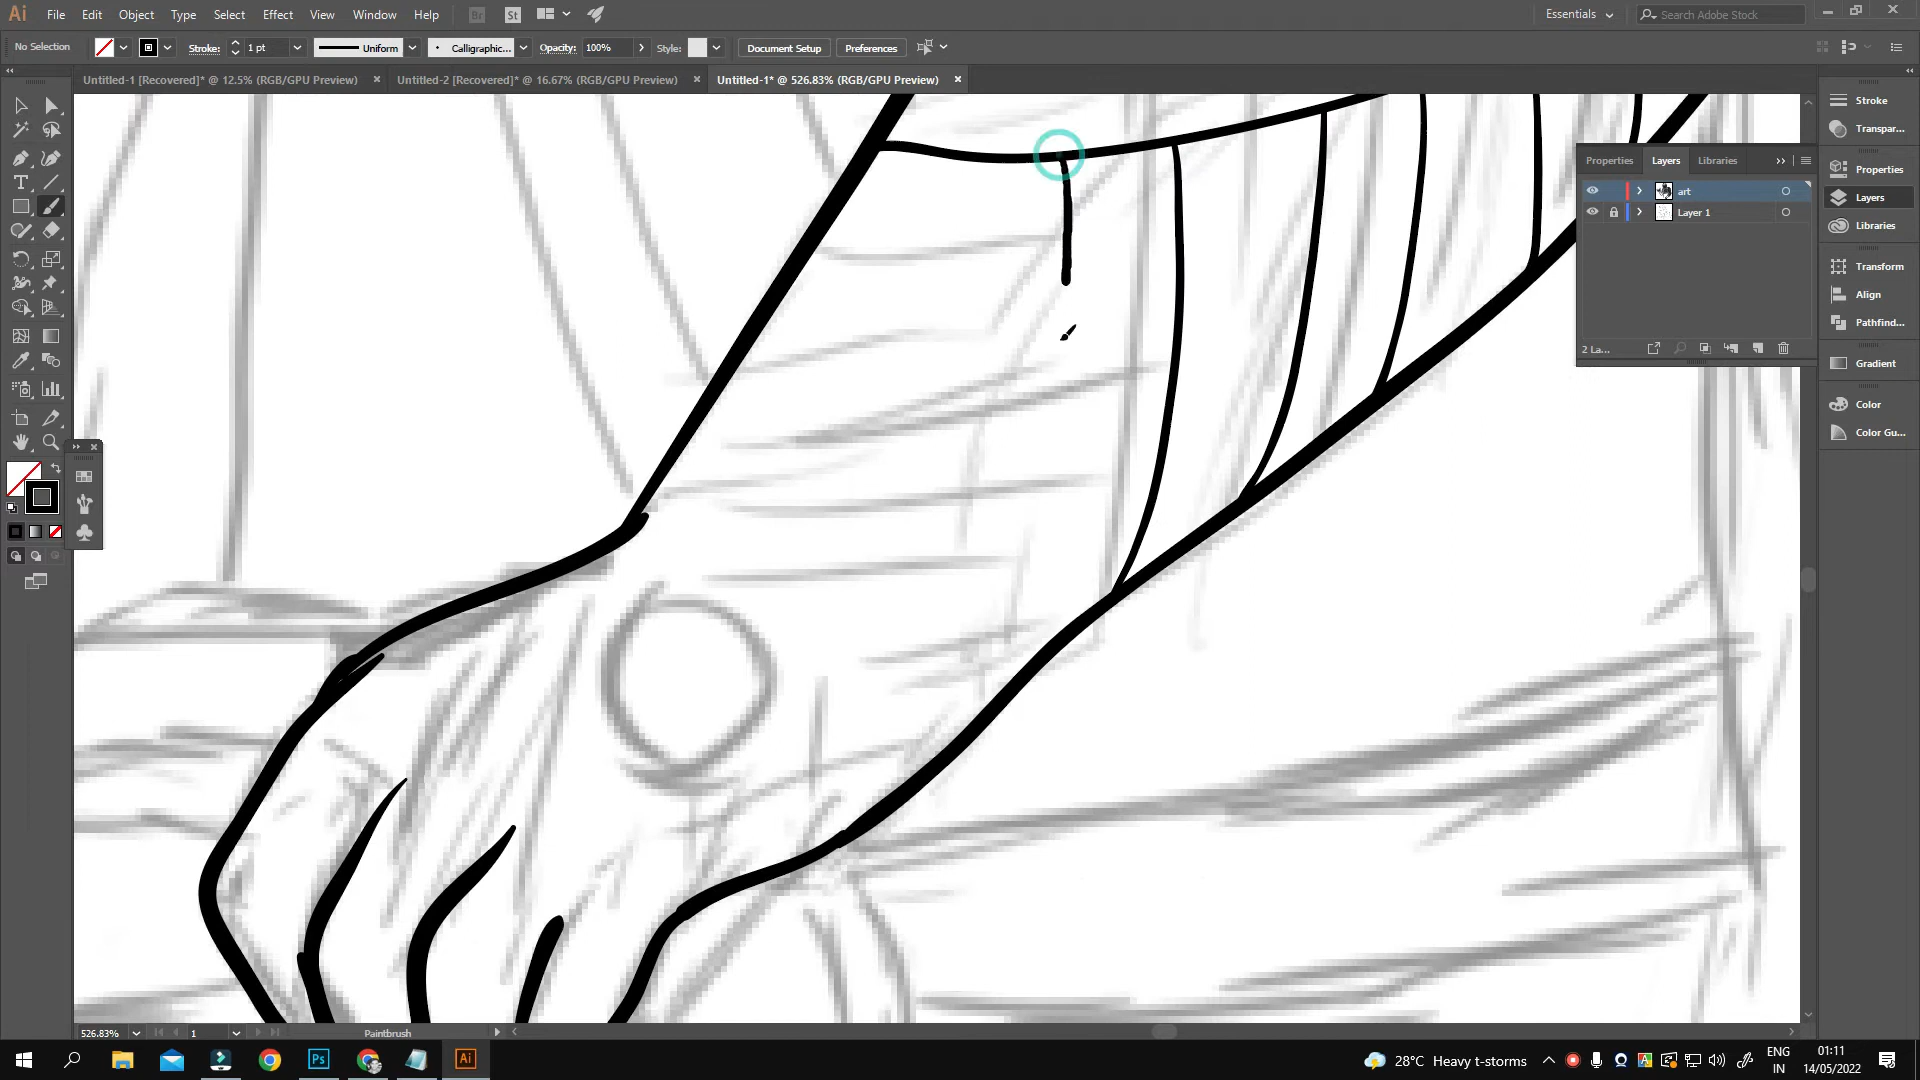 Ai File Edit Object Type Select Effect View Window Help Br St Essentials Search Adobe Stock
No Selection Stroke: 1 pt Uniform Calligraphic... Opacity: 100% Style: Document Setup Preferences
Untitled-1 [Recovered]* @ 12.5% (RGB/GPU Preview) × Untitled-2 [Recovered]* @ 16.67% (RGB/GPU Preview) × Untitled-1* @ 526.83% (RGB/GPU Preview) ×
Stroke
Transpar...
Properties Layers Libraries
Properties
art
Layers
Layer 1
Libraries
Transform
Align
Pathfind...
2 La...
Gradient
Color
Color Gu...
526.83% 1 Paintbrush
Ps Ai 28°C Heavy t-storms ENG IN 01:11 14/05/2022